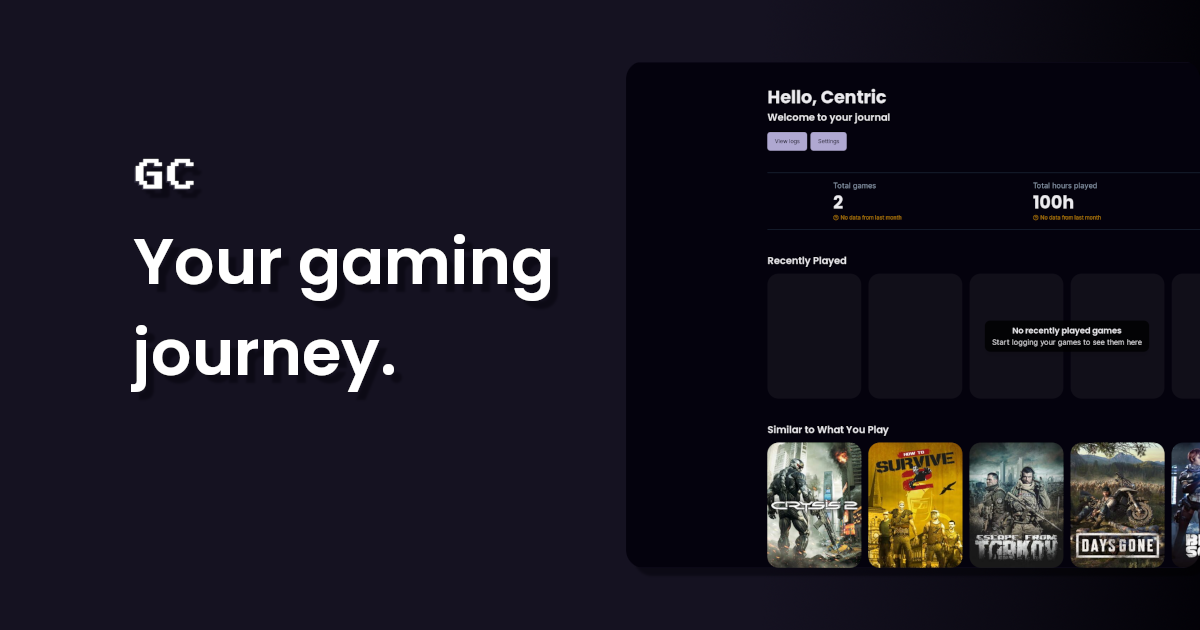 GC
Your gaming
journey.
Hello, Centric
Welcome to your journal
View logs
Settings
Total games
2
No data from last month
Total hours played
100h
No data from last month
Recently Played
No recently played games
Start logging your games to see them here
Similar to What You Play
CRYSIS 2
HOW TO
SURVIVE
2
ESCAPE FROM
TARKOV
DAYS GONE